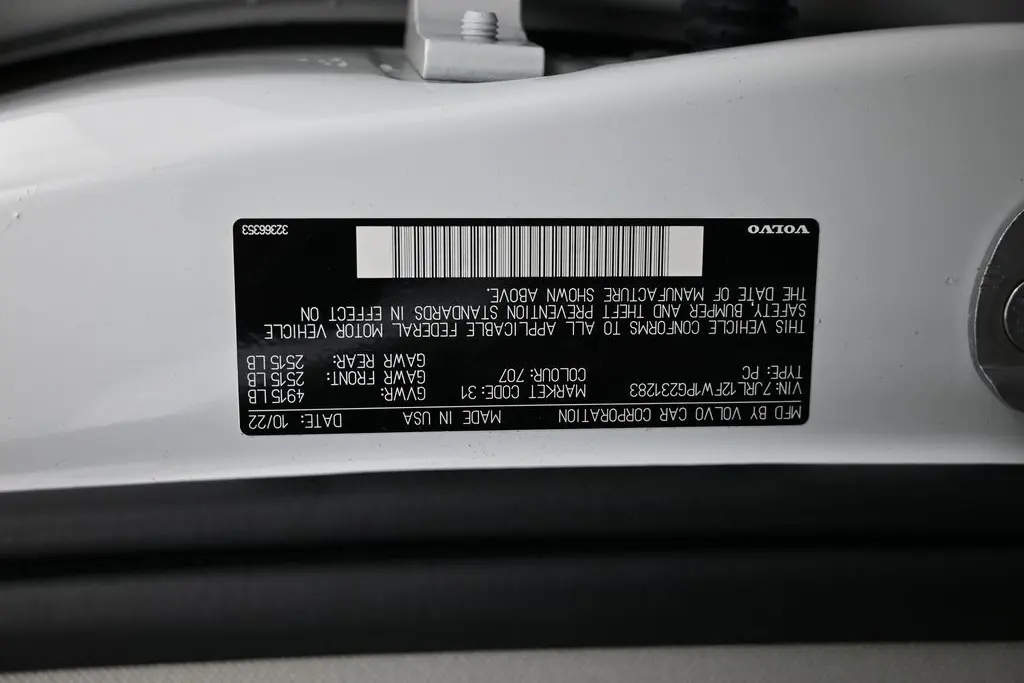 MFD BY VOLVO CAR CORPORATION MADE IN USA DATE: 10/22
VIN: 7JRL12FW1PG231283 MARKET CODE: 31 GVWR: 4915 LB
TYPE: PC COLOUR: 707 GAWR FRONT: 2515 LB
GAWR REAR: 2515 LB
THIS VEHICLE CONFORMS TO ALL APPLICABLE FEDERAL MOTOR VEHICLE
SAFETY, BUMPER AND THEFT PREVENTION STANDARDS IN EFFECT ON
THE DATE OF MANUFACTURE SHOWN ABOVE.
VOLVO 32366353